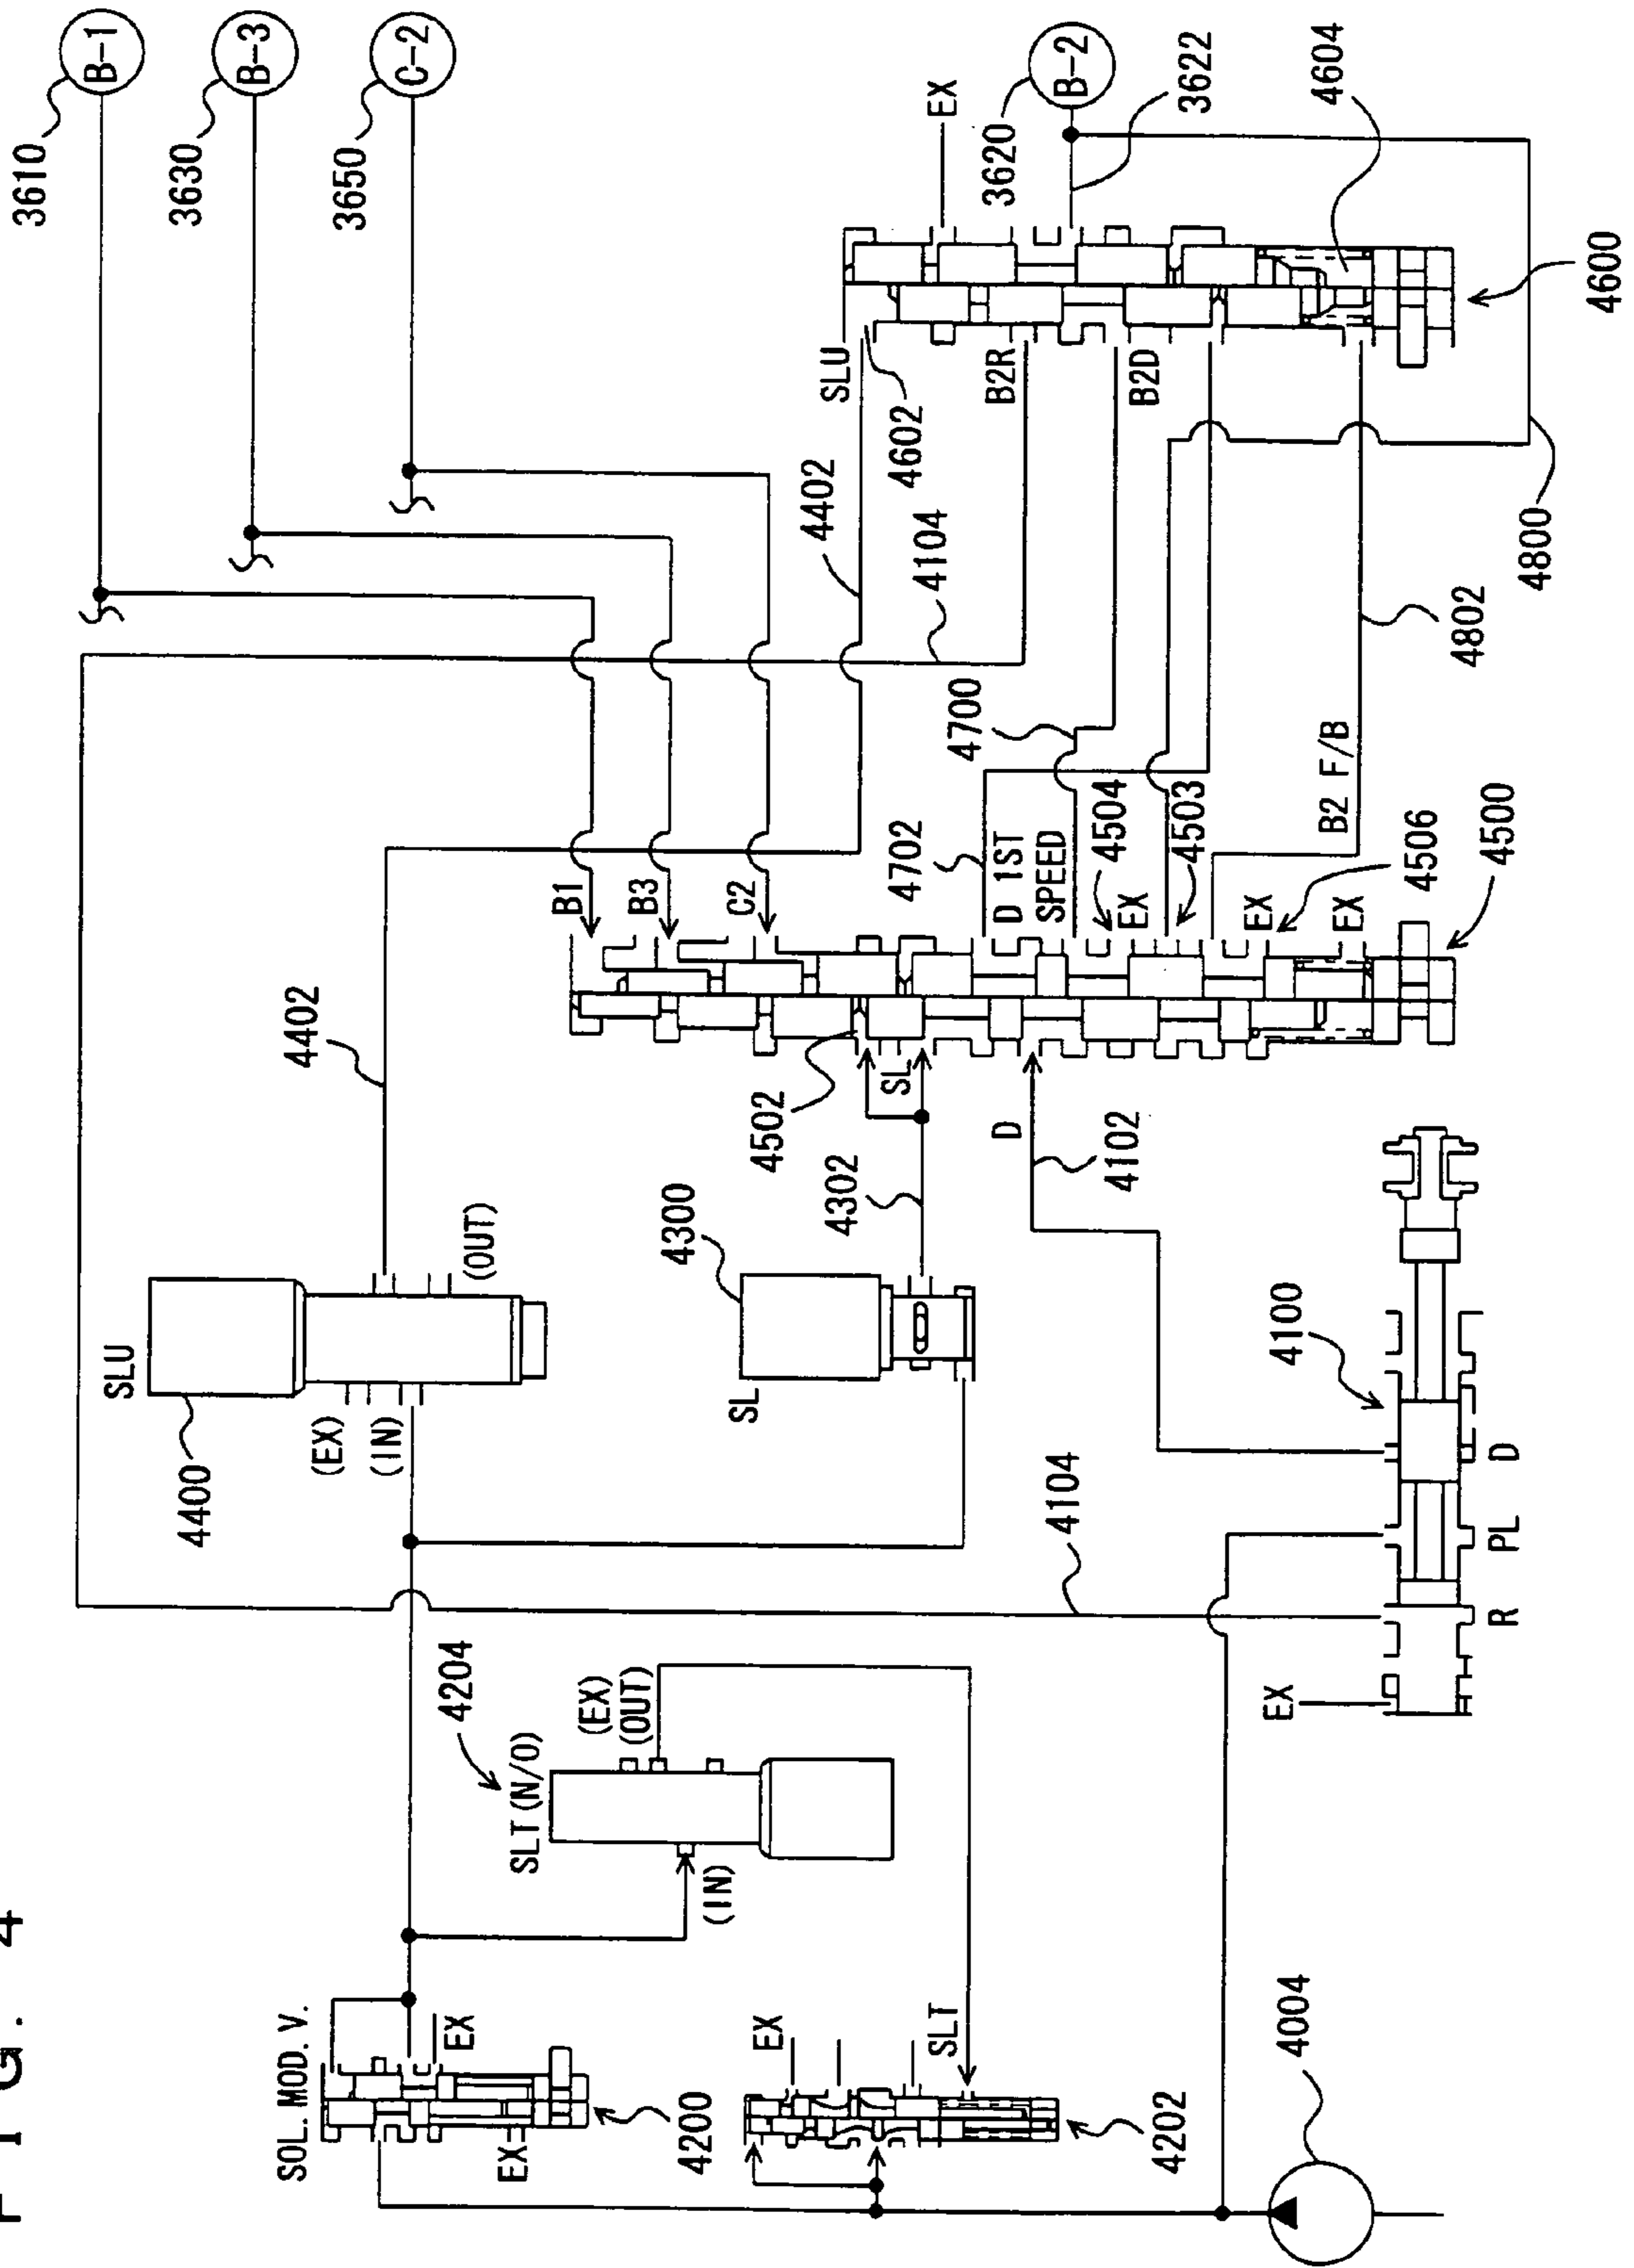 FIG. 4
SOL. MOD. V.
EX
EX
4200
EX
SLT
4202
4004
4204
SLT (N/O)
(EX)
(OUT)
(IN)
SLU
4400
(EX)
(IN)
(OUT)
4402
SL
4300
4302
4104
EX
R
PL
D
4100
D
4102
SL
4502
B1
B3
C2
4702
D 1ST
SPEED
4700
4504
EX
4503
EX
4506
EX
4500
B2 F/B
4802
4800
4402
4104
SLU
4602
B2R
B2D
EX
3620
B-2
3622
4604
4600
3610
B-1
3630
B-3
3650
C-2